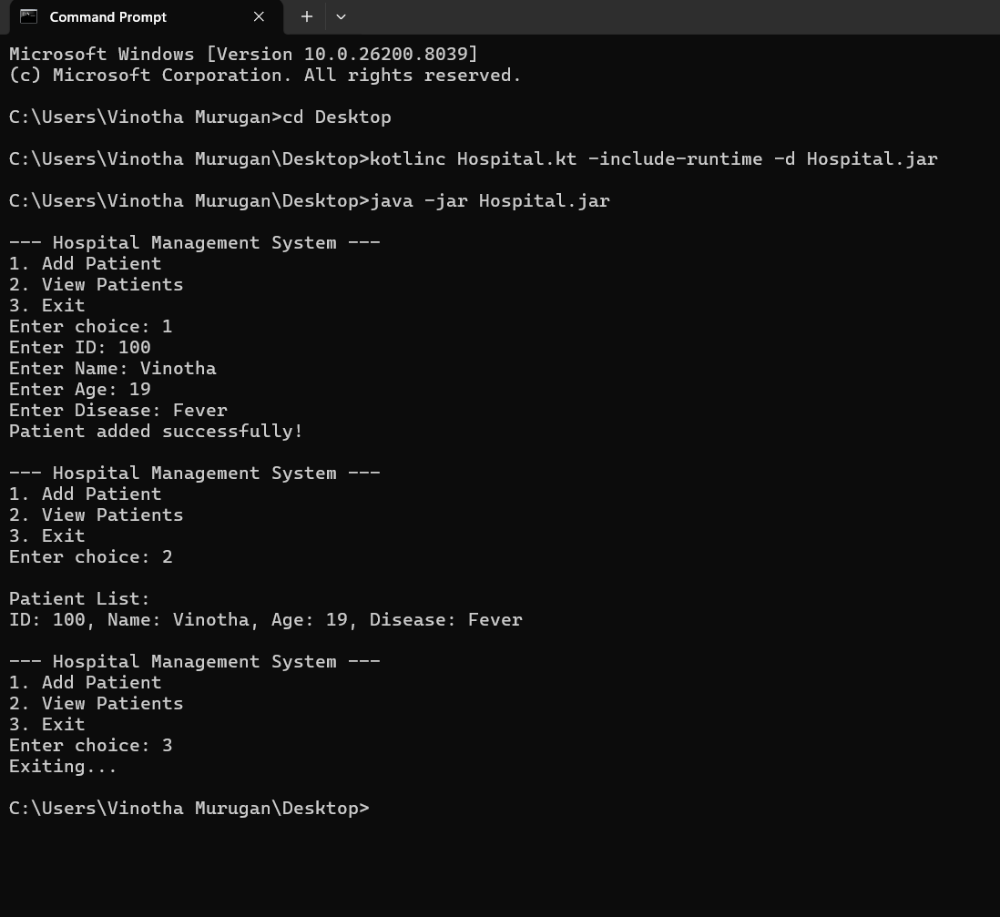 Command Prompt
Microsoft Windows [Version 10.0.26200.8039]
(c) Microsoft Corporation. All rights reserved.
C:\Users\Vinotha Murugan>cd Desktop
C:\Users\Vinotha Murugan\Desktop>kotlinc Hospital.kt -include-runtime -d Hospital.jar
C:\Users\Vinotha Murugan\Desktop>java -jar Hospital.jar
--- Hospital Management System ---
1. Add Patient
2. View Patients
3. Exit
Enter choice: 1
Enter ID: 100
Enter Name: Vinotha
Enter Age: 19
Enter Disease: Fever
Patient added successfully!
--- Hospital Management System ---
1. Add Patient
2. View Patients
3. Exit
Enter choice: 2
Patient List:
ID: 100, Name: Vinotha, Age: 19, Disease: Fever
--- Hospital Management System ---
1. Add Patient
2. View Patients
3. Exit
Enter choice: 3
Exiting...
C:\Users\Vinotha Murugan\Desktop>